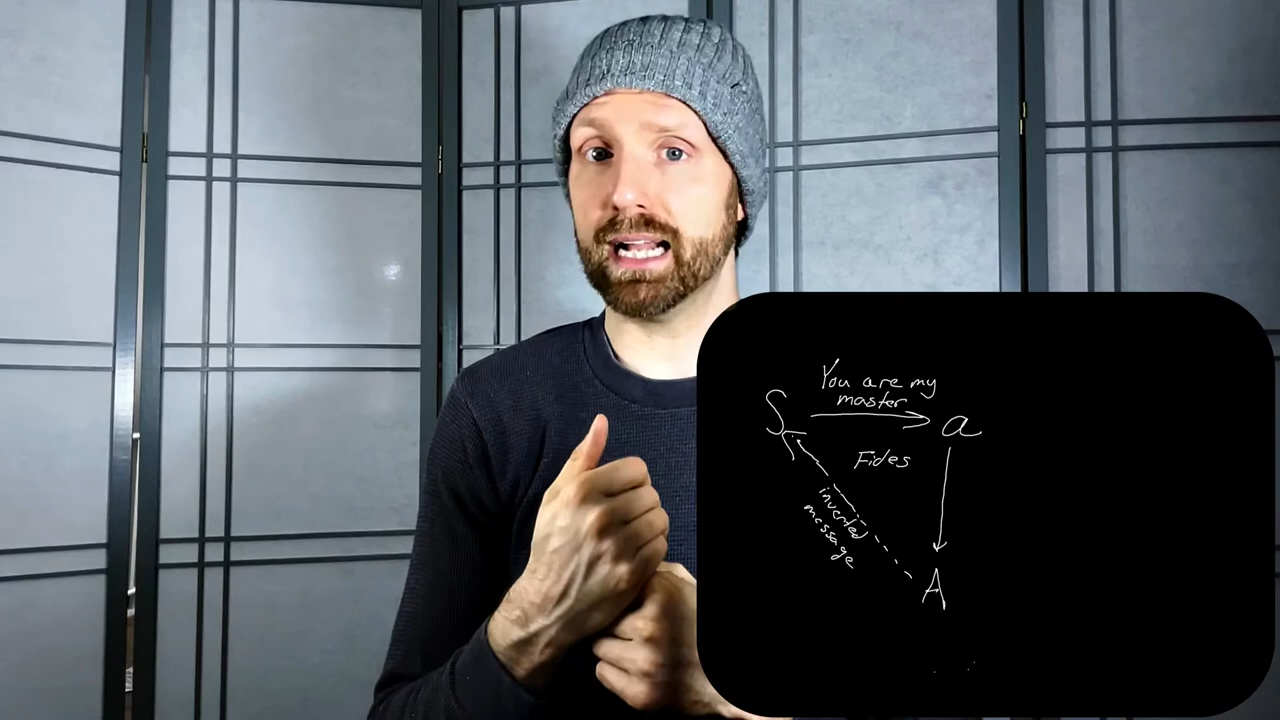 You are my
master
S
a
Fides
inverted
message
A